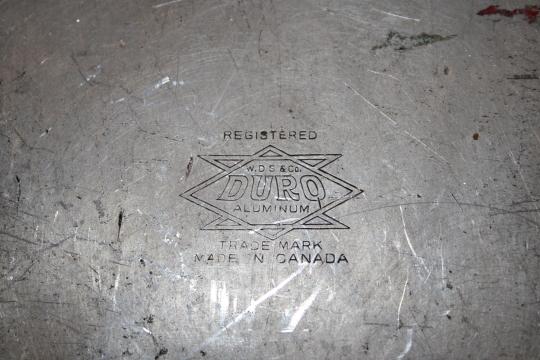 REGISTERED
W.D S & Co.
DURO
ALUMINUM
TRADE MARK
MADE IN CANADA